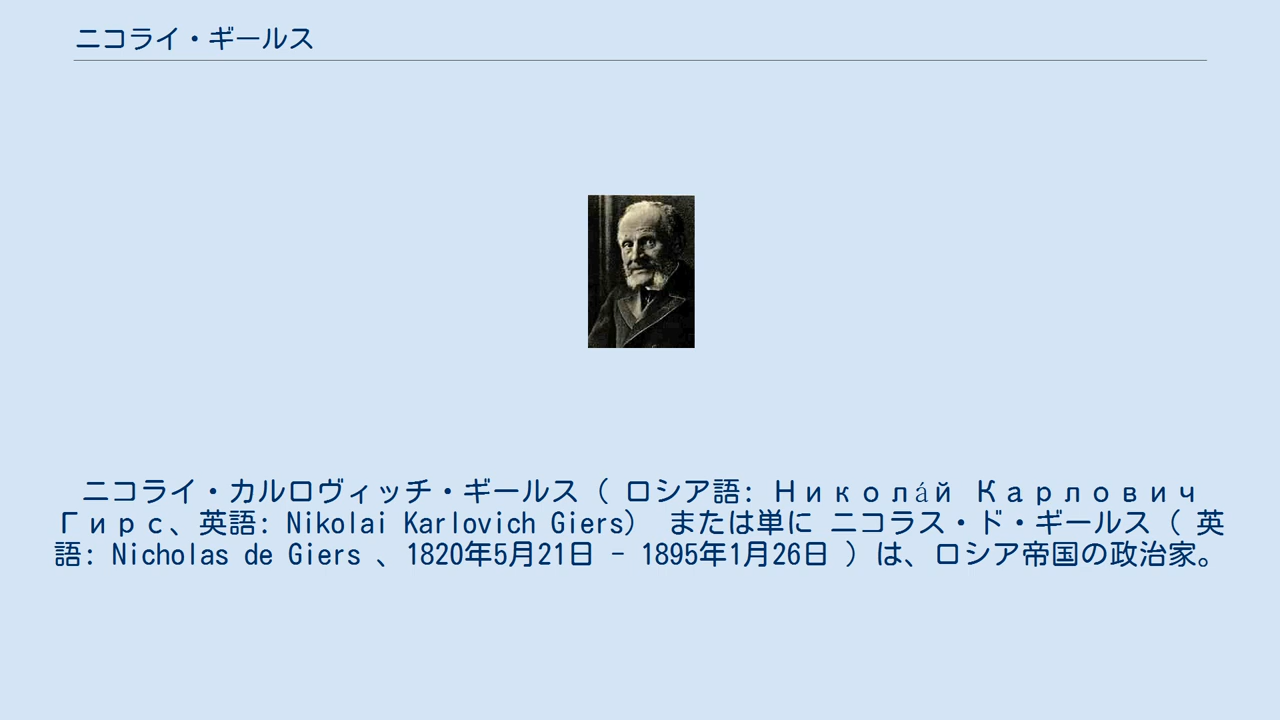 ニコライ・ギールス
ニコライ・カルロヴィッチ・ギールス（ ロシア語: Никола́й Карлович
Гирс、英語: Nikolai Karlovich Giers） または単に ニコラス・ド・ギールス（ 英
語: Nicholas de Giers 、1820年5月21日 - 1895年1月26日 ）は、ロシア帝国の政治家。